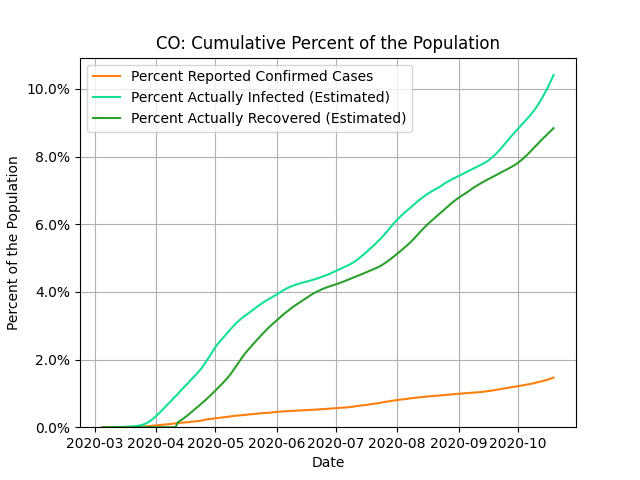 CO: Cumulative Percent of the Population
Percent Reported Confirmed Cases
Percent Actually Infected (Estimated)
Percent Actually Recovered (Estimated)
10.0%
8.0%
6.0%
4.0%
2.0%
0.0%
Percent of the Population
2020-03 2020-04 2020-05 2020-06 2020-07 2020-08 2020-09 2020-10
Date